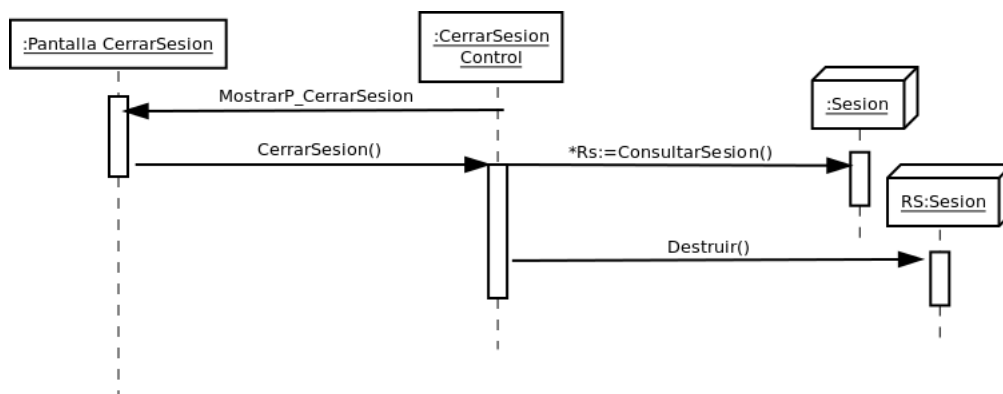 :Pantalla CerrarSesion
:CerrarSesion
Control
:Sesion
MostrarP_CerrarSesion
CerrarSesion()
*Rs:=ConsultarSesion()
RS:Sesion
Destruir()